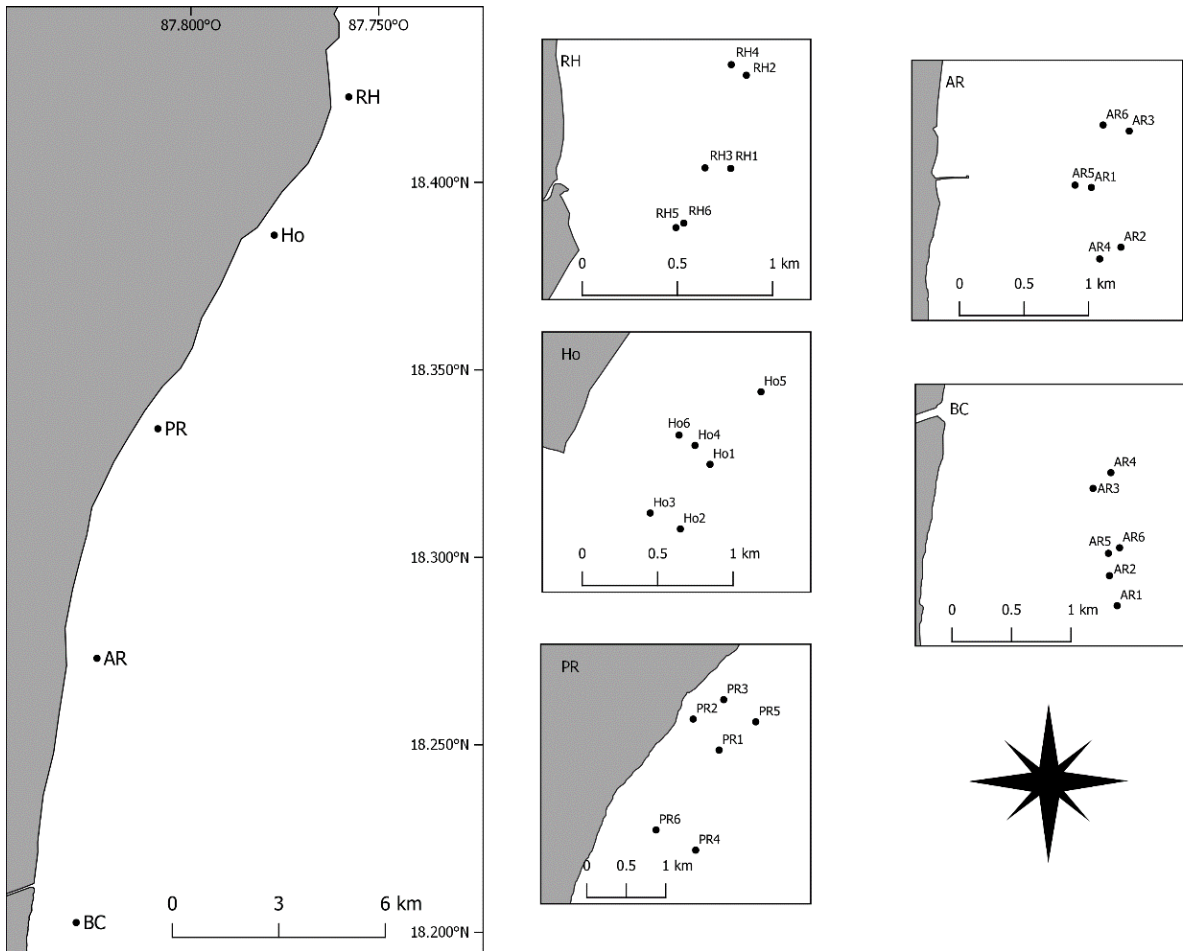 87.800°O
87.750°O
RH
18.400°N
Ho
18.350°N
PR
18.300°N
AR
18.250°N
BC
0 3 6 km
18.200°N
RH
RH4
RH2
RH3 RH1
RH5 RH6
0 0.5 1 km
Ho
Ho5
Ho6
Ho4
Ho1
Ho3
Ho2
0 0.5 1 km
PR
PR3
PR2
PR5
PR1
PR6
PR4
0 0.5 1 km
AR
AR6
AR3
AR5 AR1
AR2
AR4
0 0.5 1 km
BC
AR4
AR3
AR6
AR5
AR2
AR1
0 0.5 1 km